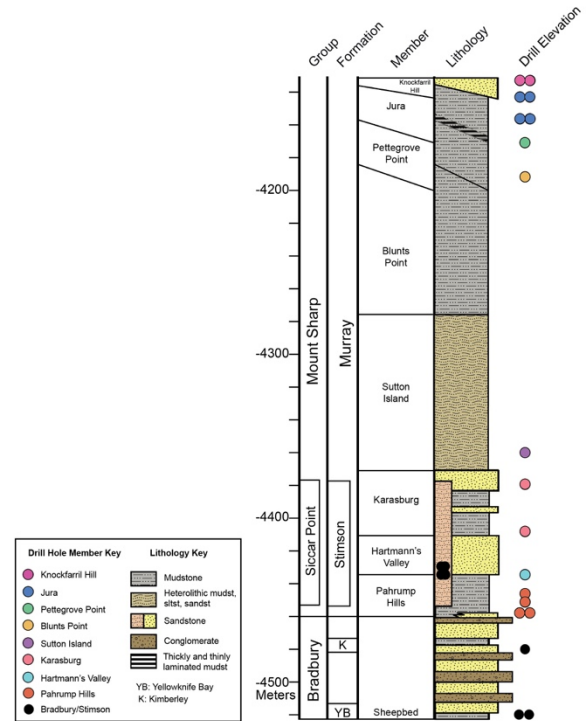 Group
Formation
Member
Lithology
Drill Elevation
Knockfarril
Hill
Jura
Pettegrove
Point
-4200
Blunts
Point
Mount Sharp
Murray
-4300
Sutton
Island
Karasburg
-4400
Siccar Point
Stimson
Hartmann's
Valley
Pahrump
Hills
Bradbury
K
-4500
Meters
YB
Sheepbed
Drill Hole Member Key
Knockfarril Hill
Jura
Pettegrove Point
Blunts Point
Sutton Island
Karasburg
Hartmann's Valley
Pahrump Hills
Bradbury/Stimson
Lithology Key
Mudstone
Heterolithic mudst,
sltst, sandst
Sandstone
Conglomerate
Thickly and thinly
laminated mudst
YB: Yellowknife Bay
K: Kimberley